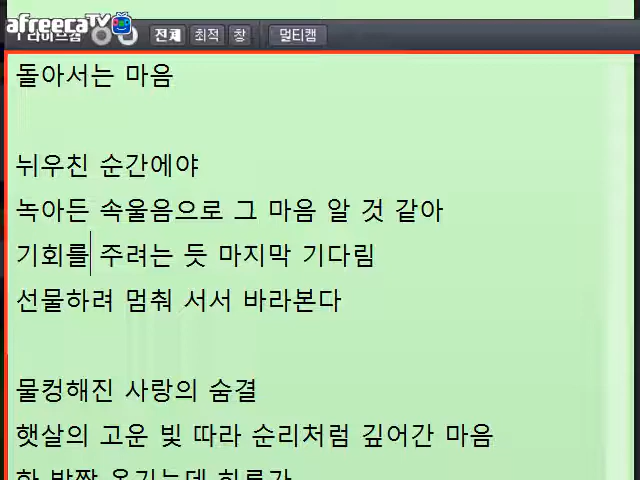 afreecaTV
전체 최적 창 멀티캠
돌아서는 마음
뉘우친 순간에야
녹아든 속울음으로 그 마음 알 것 같아
기회를 주려는 듯 마지막 기다림
선물하려 멈춰 서서 바라본다
물컹해진 사랑의 숨결
햇살의 고운 빛 따라 순리처럼 깊어간 마음